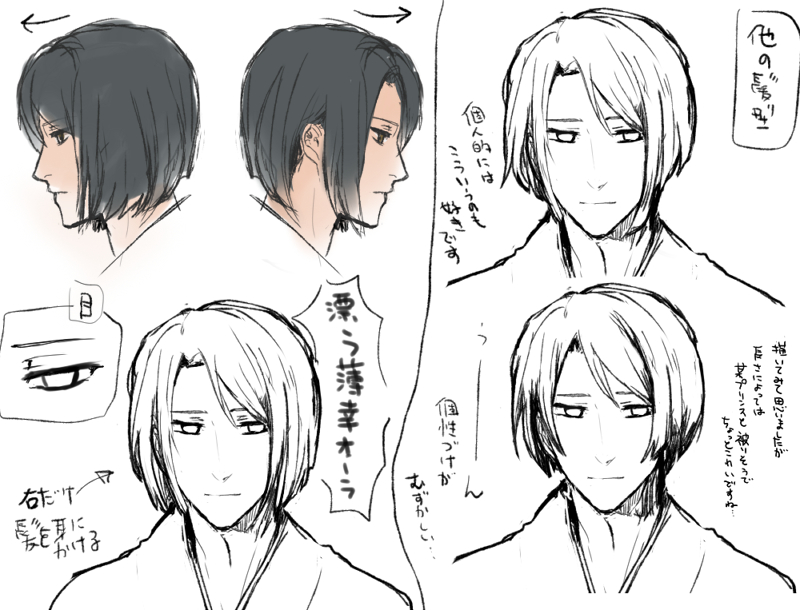 他の髪型
個人的には
こういうのも
好きです
目
漂う薄幸オーラ
右だけ
髪を耳に
かける
う
ーん
個性づけが
むずかしい…
描いてみて思いましたが
長さによっては
某プリンスと被りそうで
ちょっとこわいですね…